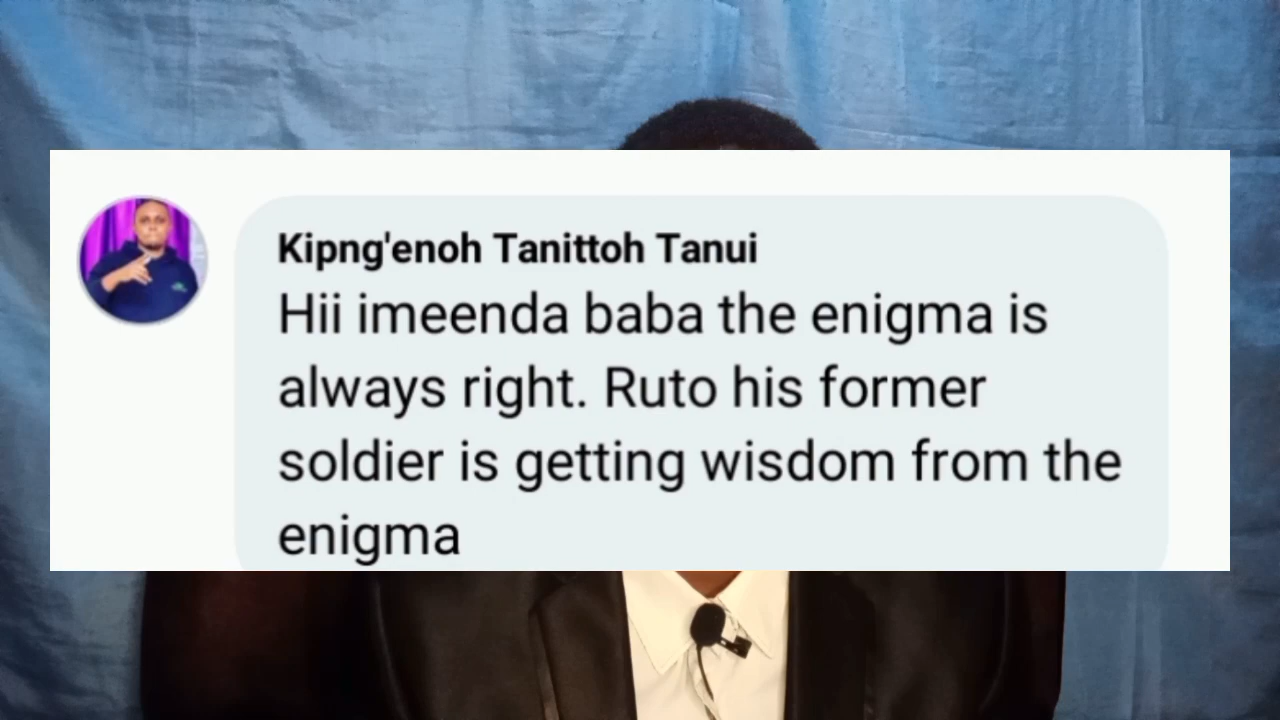 Kipng'enoh Tanittoh Tanui
Hii imeenda baba the enigma is
always right. Ruto his former
soldier is getting wisdom from the
enigma